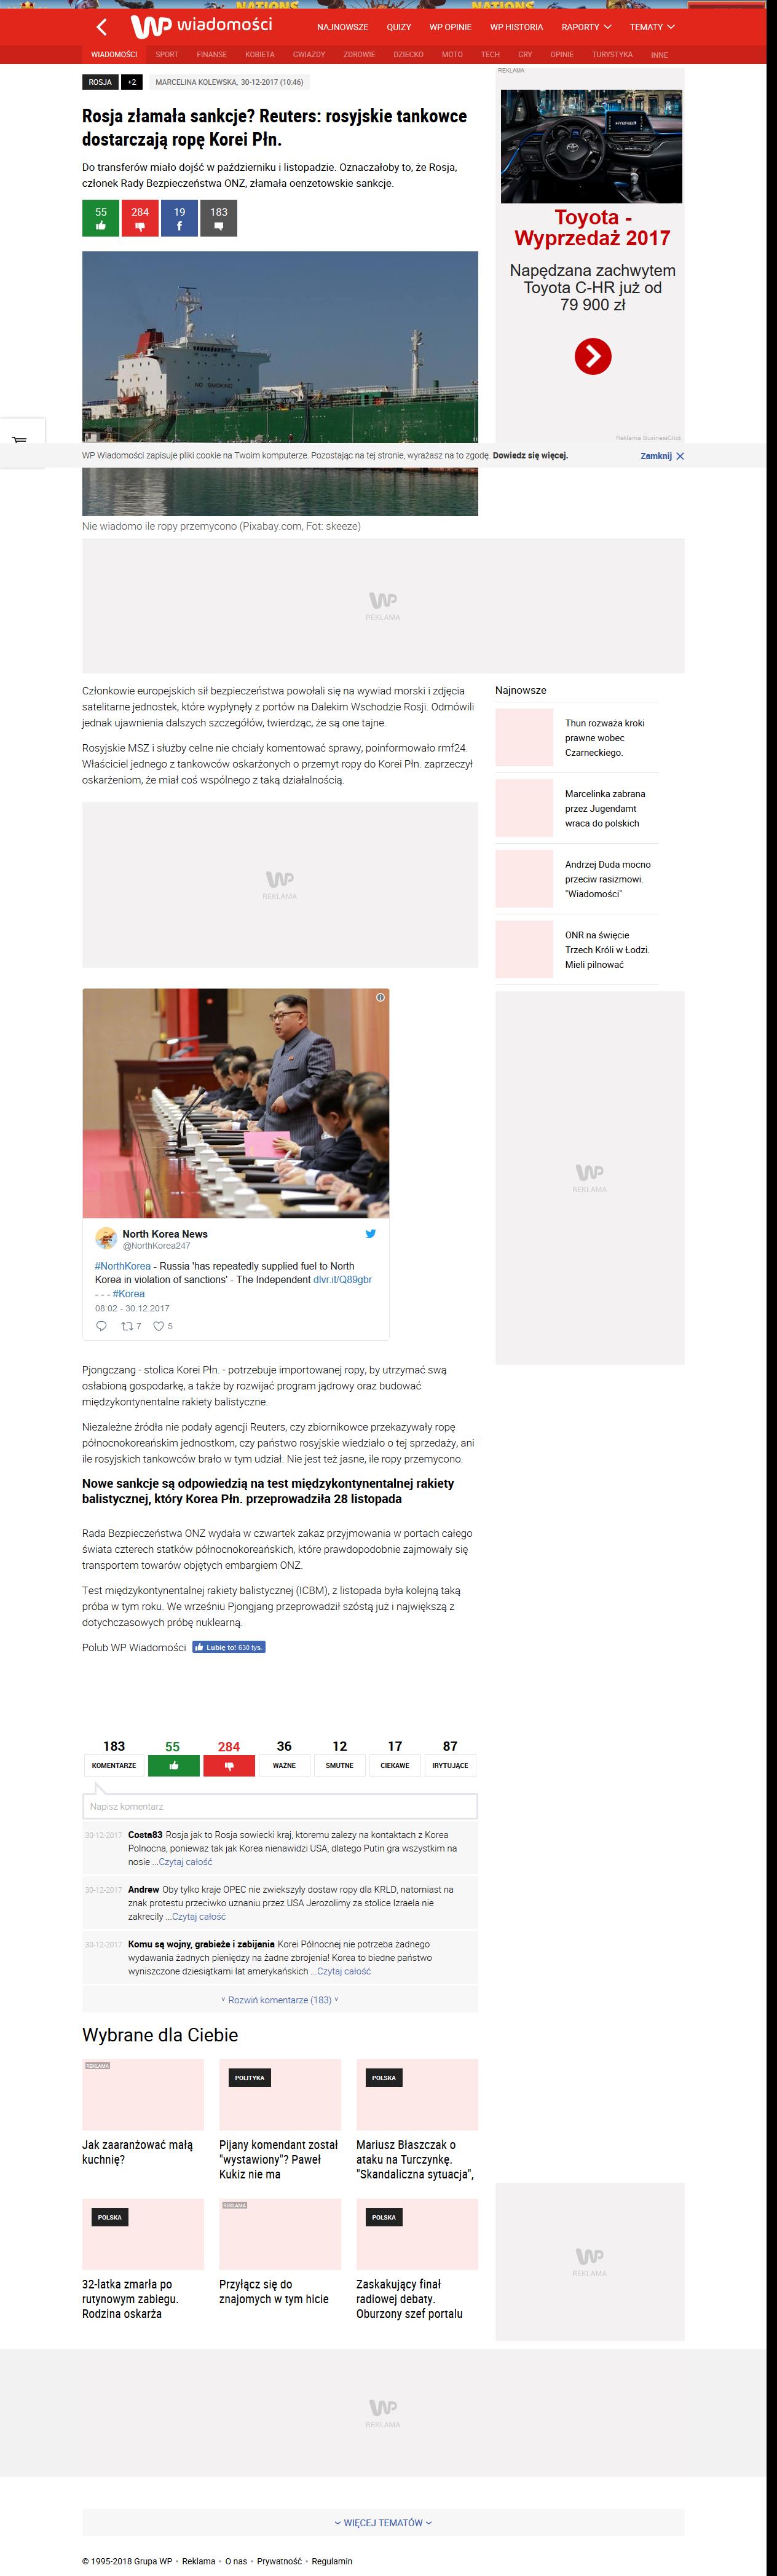 NATIONS
NATIONS
WP wiadomości
NAJNOWSZE
QUIZY
WP OPINIE
WP HISTORIA
RAPORTY
TEMATY
WIADOMOŚCI
SPORT
FINANSE
KOBIETA
GWIAZDY
ZDROWIE
DZIECKO
MOTO
TECH
GRY
OPINIE
TURYSTYKA
INNE
ROSJA
+2
MARCELINA KOLEWSKA, 30-12-2017 (10:46)
Rosja złamała sankcje? Reuters: rosyjskie tankowce
dostarczają ropę Korei Płn.
Do transferów miało dojść w październiku i listopadzie. Oznaczałoby to, że Rosja,
członek Rady Bezpieczeństwa ONZ, złamała oenzetowskie sankcje.
55
284
19
183
NO SMOKING
REKLAMA
Toyota -
Wyprzedaż 2017
Napędzana zachwytem
Toyota C-HR już od
79 900 zł
Reklama BusinessClick
WP Wiadomości zapisuje pliki cookie na Twoim komputerze. Pozostając na tej stronie, wyrażasz na to zgodę. Dowiedz się więcej.
Zamknij
Nie wiadomo ile ropy przemycono (Pixabay.com, Fot: skeeze)
WP
REKLAMA
Członkowie europejskich sił bezpieczeństwa powołali się na wywiad morski i zdjęcia
satelitarne jednostek, które wypłynęły z portów na Dalekim Wschodzie Rosji. Odmówili
jednak ujawnienia dalszych szczegółów, twierdząc, że są one tajne.
Rosyjskie MSZ i służby celne nie chciały komentować sprawy, poinformowało rmf24.
Właściciel jednego z tankowców oskarżonych o przemyt ropy do Korei Płn. zaprzeczył
oskarżeniom, że miał coś wspólnego z taką działalnością.
WP
REKLAMA
Najnowsze
Thun rozważa kroki
prawne wobec
Czarneckiego.
Marcelinka zabrana
przez Jugendamt
wraca do polskich
Andrzej Duda mocno
przeciw rasizmowi.
"Wiadomości"
ONR na święcie
Trzech Króli w Łodzi.
Mieli pilnować
WP
REKLAMA
North Korea News
@NorthKorea247
#NorthKorea - Russia 'has repeatedly supplied fuel to North
Korea in violation of sanctions' - The Independent dlvr.it/Q89gbr
- - - #Korea
08:02 - 30.12.2017
7
5
Pjongczang - stolica Korei Płn. - potrzebuje importowanej ropy, by utrzymać swą
osłabioną gospodarkę, a także by rozwijać program jądrowy oraz budować
międzykontynentalne rakiety balistyczne.
Niezależne źródła nie podały agencji Reuters, czy zbiornikowce przekazywały ropę
północnokoreańskim jednostkom, czy państwo rosyjskie wiedziało o tej sprzedaży, ani
ile rosyjskich tankowców brało w tym udział. Nie jest też jasne, ile ropy przemycono.
Nowe sankcje są odpowiedzią na test międzykontynentalnej rakiety
balistycznej, który Korea Płn. przeprowadziła 28 listopada
Rada Bezpieczeństwa ONZ wydała w czwartek zakaz przyjmowania w portach całego
świata czterech statków północnokoreańskich, które prawdopodobnie zajmowały się
transportem towarów objętych embargiem ONZ.
Test międzykontynentalnej rakiety balistycznej (ICBM), z listopada była kolejną taką
próba w tym roku. We wrześniu Pjongjang przeprowadził szóstą już i największą z
dotychczasowych próbę nuklearną.
Polub WP Wiadomości
Lubię to! 630 tys.
183
KOMENTARZE
55
284
36
WAŻNE
12
SMUTNE
17
CIEKAWE
87
IRYTUJĄCE
Napisz komentarz
30-12-2017 Costa83 Rosja jak to Rosja sowiecki kraj, ktoremu zalezy na kontaktach z Korea
Polnocna, poniewaz tak jak Korea nienawidzi USA, dlatego Putin gra wszystkim na
nosie ...Czytaj całość
30-12-2017 Andrew Oby tylko kraje OPEC nie zwiekszyly dostaw ropy dla KRLD, natomiast na
znak protestu przeciwko uznaniu przez USA Jerozolimy za stolice Izraela nie
zakrecily ...Czytaj całość
30-12-2017 Komu są wojny, grabieże i zabijania Korei Północnej nie potrzeba żadnego
wydawania żadnych pieniędzy na żadne zbrojenia! Korea to biedne państwo
wyniszczone dziesiątkami lat amerykańskich ...Czytaj całość
Rozwiń komentarze (183)
Wybrane dla Ciebie
REKLAMA
Jak zaaranżować małą
kuchnię?
POLITYKA
Pijany komendant został
"wystawiony"? Paweł
Kukiz nie ma
POLSKA
Mariusz Błaszczak o
ataku na Turczynkę.
"Skandaliczna sytuacja",
POLSKA
32-latka zmarła po
rutynowym zabiegu.
Rodzina oskarża
REKLAMA
Przyłącz się do
znajomych w tym hicie
POLSKA
Zaskakujący finał
radiowej debaty.
Oburzony szef portalu
WP
REKLAMA
WP
REKLAMA
WIĘCEJ TEMATÓW
© 1995-2018 Grupa WP • Reklama • O nas • Prywatność • Regulamin